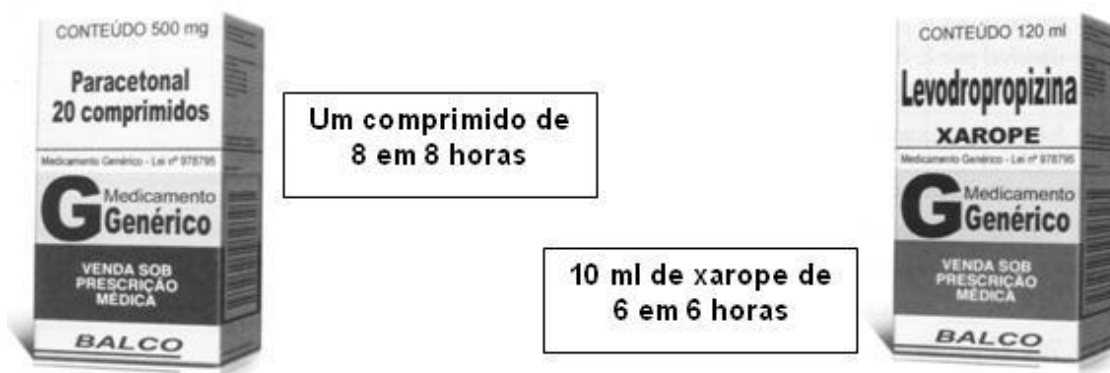 CONTEÚDO 500 mg
Paracetonal
20 comprimidos
Medicamento Genérico - Lei nº 978795
G Medicamento
Genérico
VENDA SOB
PRESCRIÇÃO
MÉDICA
BALCO
Um comprimido de
8 em 8 horas
10 ml de xarope de
6 em 6 horas
CONTEÚDO 120 ml
Levodropropizina
XAROPE
Medicamento Genérico - Lei nº 978795
G Medicamento
Genérico
VENDA SOB
PRESCRIÇÃO
MÉDICA
BALCO